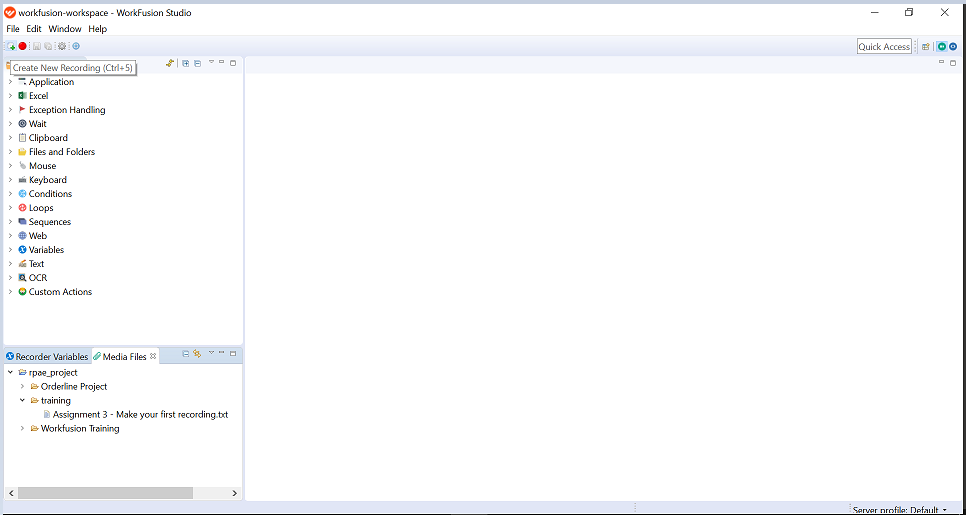 workfusion-workspace - WorkFusion Studio
File Edit Window Help
Quick Access
Create New Recording (Ctrl+5)
Application
Excel
Exception Handling
Wait
Clipboard
Files and Folders
Mouse
Keyboard
Conditions
Loops
Sequences
Web
Variables
Text
OCR
Custom Actions
Recorder Variables Media Files
rpae_project
Orderline Project
training
Assignment 3 - Make your first recording.txt
Workfusion Training
Server profile: Default